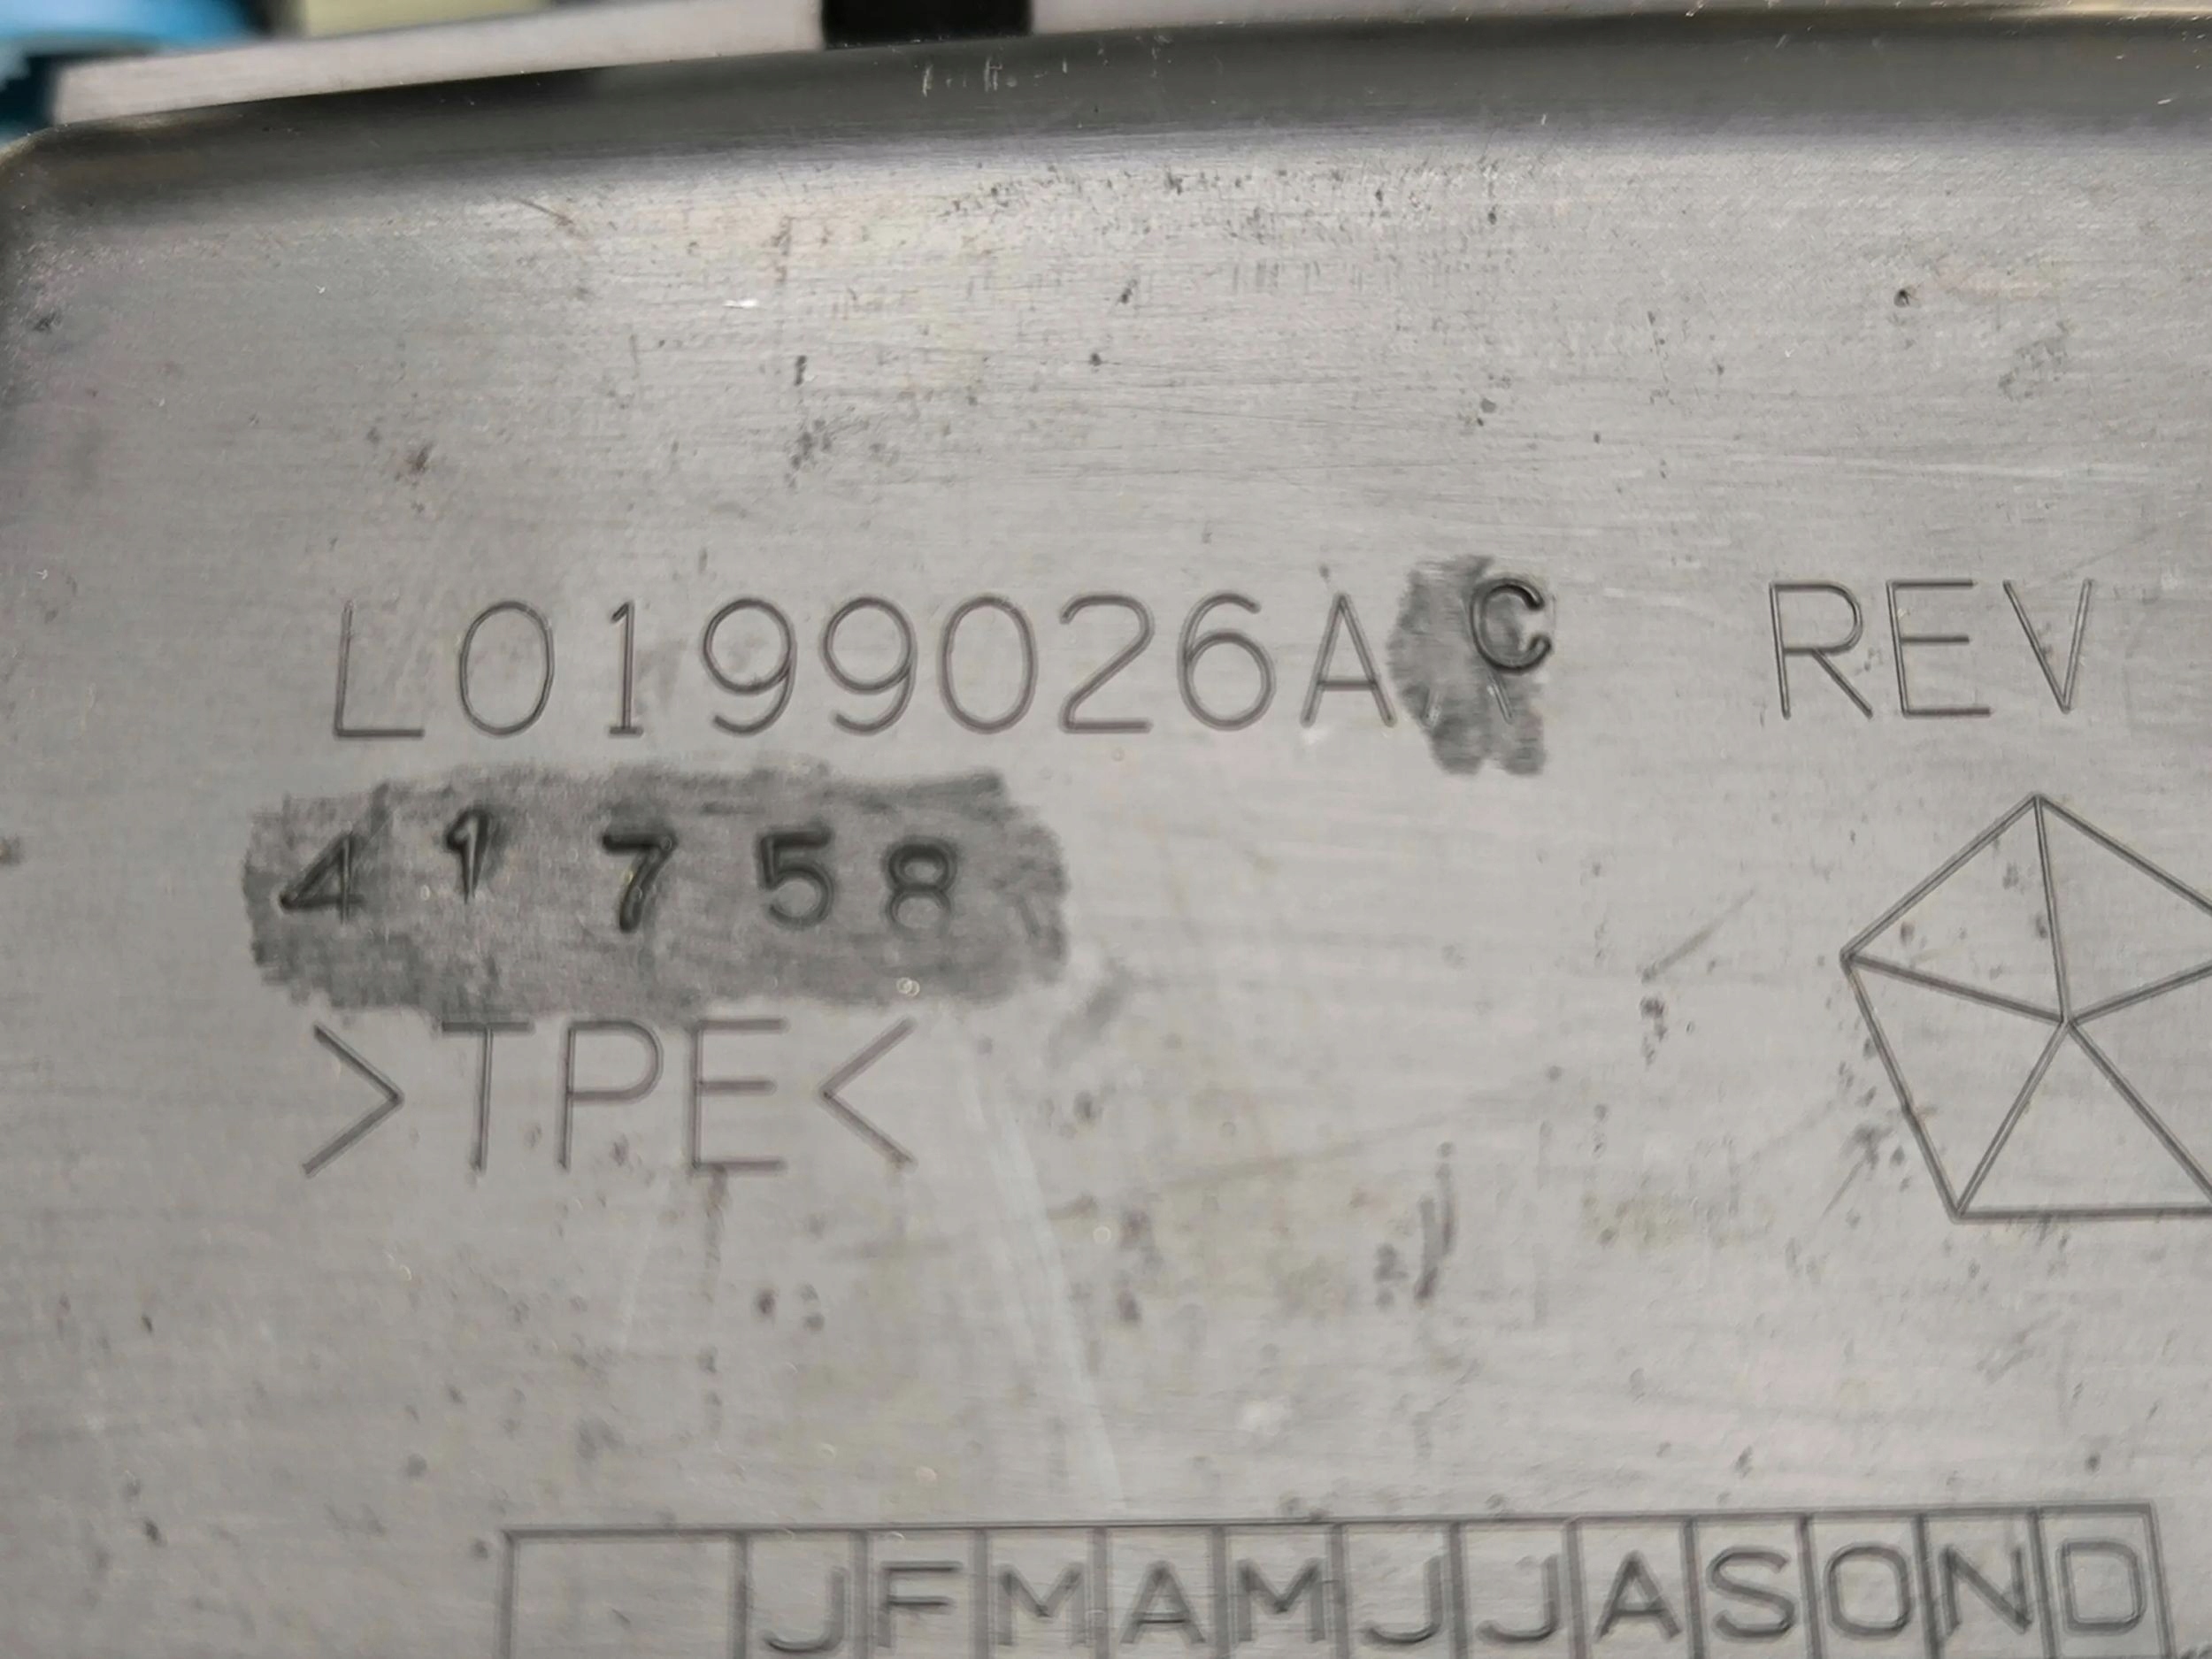 L0199026AC REV
41758
>TPE<
JFMAMJJASOND